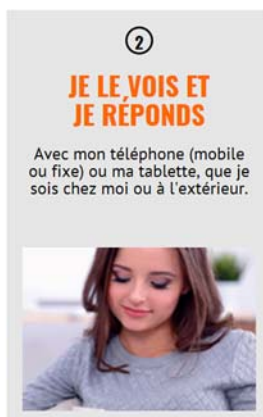 2
JE LE VOIS ET
JE RÉPONDS
Avec mon téléphone (mobile
ou fixe) ou ma tablette, que je
sois chez moi ou à l'extérieur.